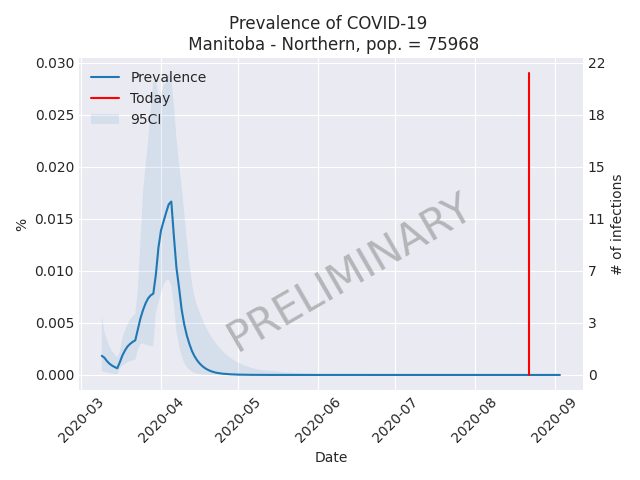 Prevalence of COVID-19
Manitoba - Northern, pop. = 75968
0.030
0.025
0.020
0.015
0.010
0.005
0.000
%
Prevalence
Today
95CI
PRELIMINARY
22
18
15
11
7
3
0
# of infections
2020-03
2020-04
2020-05
2020-06
2020-07
2020-08
2020-09
Date